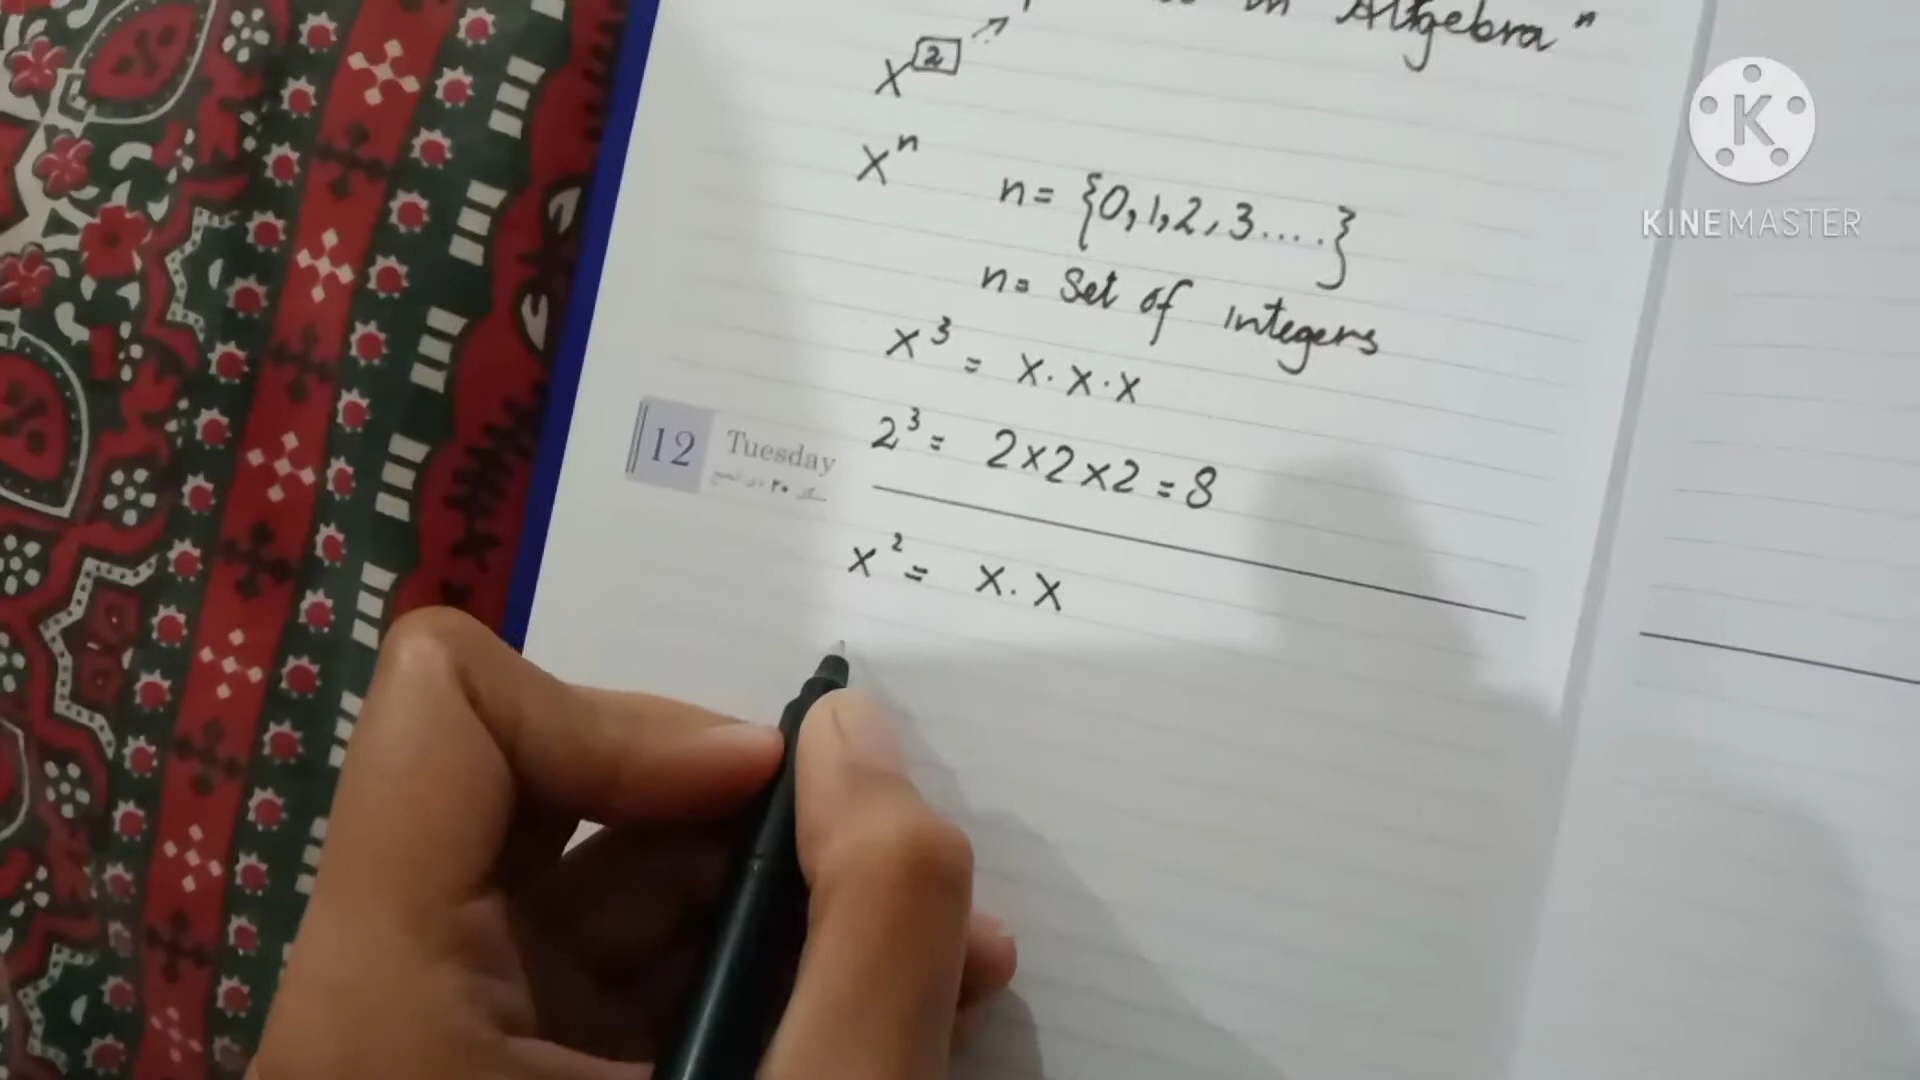 in Algebra"
x²
xⁿ
n = {0, 1, 2, 3 ....}
n = Set of integers
x³ = x . x . x
2³ = 2 × 2 × 2 = 8
12 Tuesday
x² = x . x
K
KINEMASTER